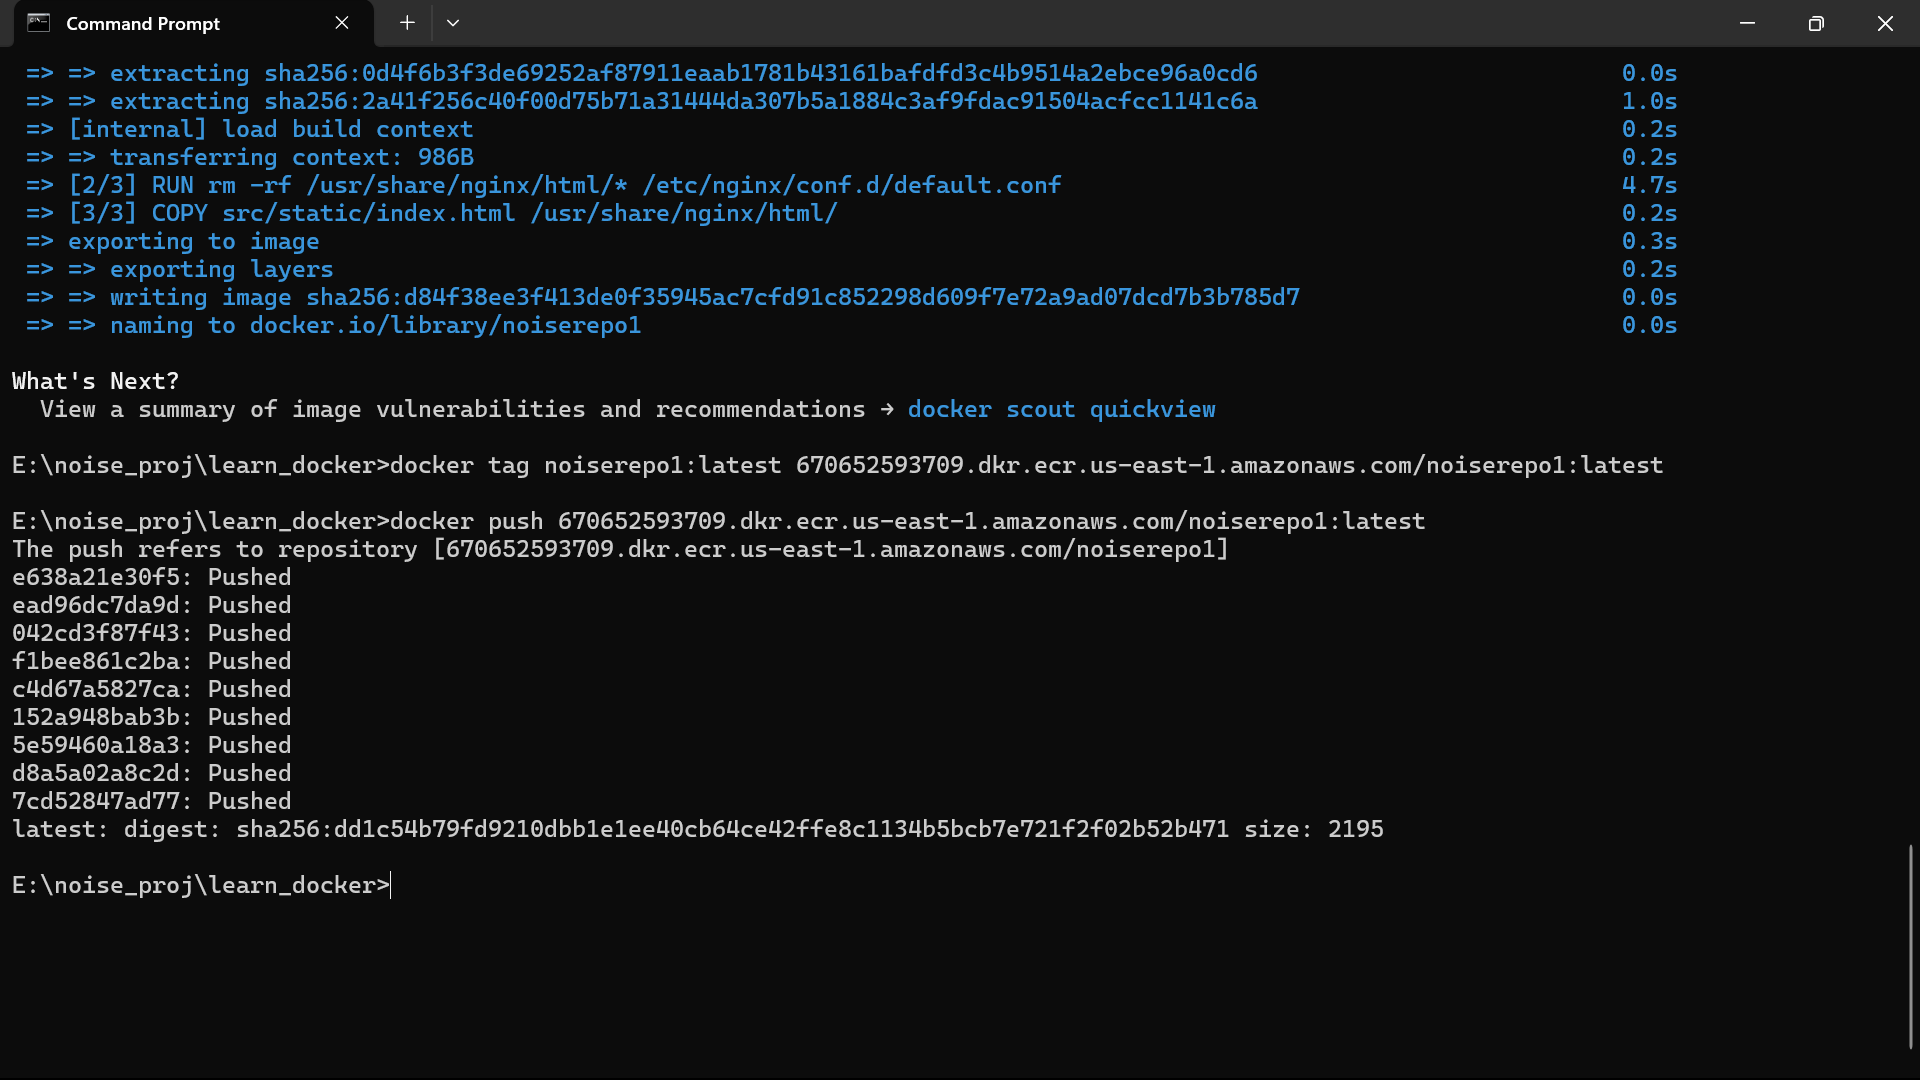 Command Prompt
=> => extracting sha256:0d4f6b3f3de69252af87911eaab1781b43161bafdfd3c4b9514a2ebce96a0cd6 0.0s
=> => extracting sha256:2a41f256c40f00d75b71a31444da307b5a1884c3af9fdac91504acfcc1141c6a 1.0s
=> [internal] load build context 0.2s
=> => transferring context: 986B 0.2s
=> [2/3] RUN rm -rf /usr/share/nginx/html/* /etc/nginx/conf.d/default.conf 4.7s
=> [3/3] COPY src/static/index.html /usr/share/nginx/html/ 0.2s
=> exporting to image 0.3s
=> => exporting layers 0.2s
=> => writing image sha256:d84f38ee3f413de0f35945ac7cfd91c852298d609f7e72a9ad07dcd7b3b785d7 0.0s
=> => naming to docker.io/library/noiserepo1 0.0s
What's Next?
View a summary of image vulnerabilities and recommendations → docker scout quickview
E:\noise_proj\learn_docker>docker tag noiserepo1:latest 670652593709.dkr.ecr.us-east-1.amazonaws.com/noiserepo1:latest
E:\noise_proj\learn_docker>docker push 670652593709.dkr.ecr.us-east-1.amazonaws.com/noiserepo1:latest
The push refers to repository [670652593709.dkr.ecr.us-east-1.amazonaws.com/noiserepo1]
e638a21e30f5: Pushed
ead96dc7da9d: Pushed
042cd3f87f43: Pushed
f1bee861c2ba: Pushed
c4d67a5827ca: Pushed
152a948bab3b: Pushed
5e59460a18a3: Pushed
d8a5a02a8c2d: Pushed
7cd52847ad77: Pushed
latest: digest: sha256:dd1c54b79fd9210dbb1e1ee40cb64ce42ffe8c1134b5bcb7e721f2f02b52b471 size: 2195
E:\noise_proj\learn_docker>